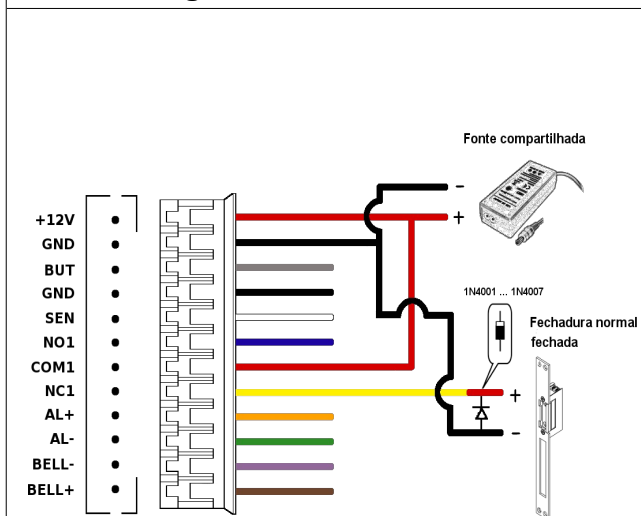 Fonte compartilhada
-
+12V
+
GND
BUT
GND
1N4001 ... 1N4007
SEN
Fechadura normal
fechada
NO1
COM1
NC1
+
AL+
AL-
-
BELL-
BELL+